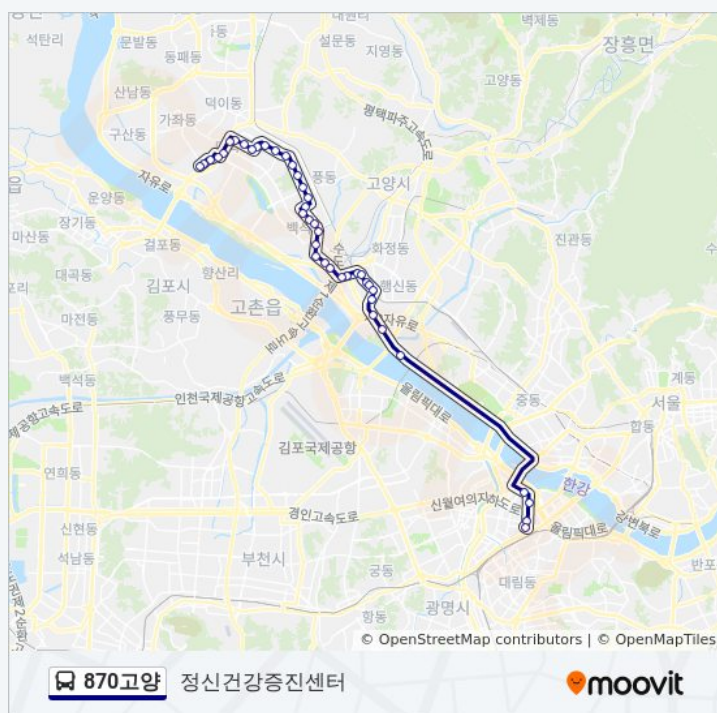 석탄리
문발동
설문동
벽제동
동패동
지영동
장흥면
산남동
덕이동
고양동
구산동
가좌동
평택파주고속도로
풍동
자유로
고양시
운양동
백석
진관동
장기동
걸포동
화정동
마산동
향산리
대곡동
김포시
행신동
고촌읍
제1순환고속도로
마전동
풍무동
자유로
백석동
중동
계동
인천국제공항고속도로
올림픽대로
서울
합동
김포국제공항
연희동
한강
신월여의지하도로
신현동
경인고속도로
강변북로
올림픽대로
석남동
부천시
궁동
반포
대림동
광명시
항동
© OpenStreetMap contributors | © OpenMapTiles
870고양 정신건강증진센터
moovit